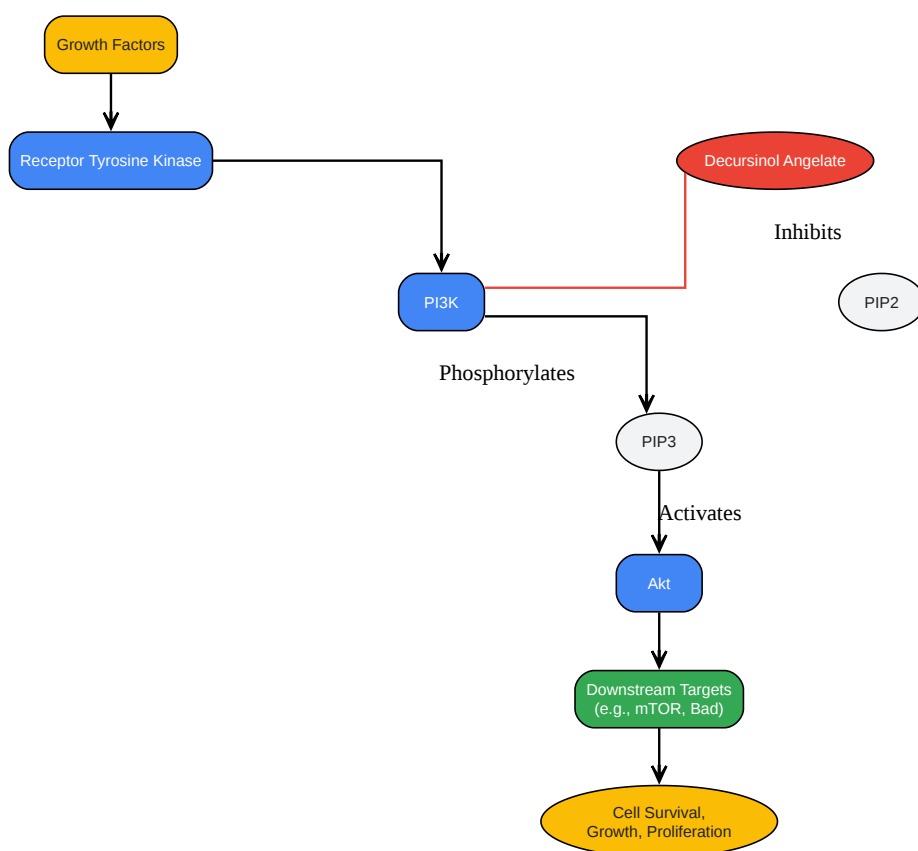 Growth Factors
Receptor Tyrosine Kinase
Decursinol Angelate
Inhibits
PI3K
PIP2
Phosphorylates
PIP3
Activates
Akt
Downstream Targets
(e.g., mTOR, Bad)
Cell Survival,
Growth, Proliferation